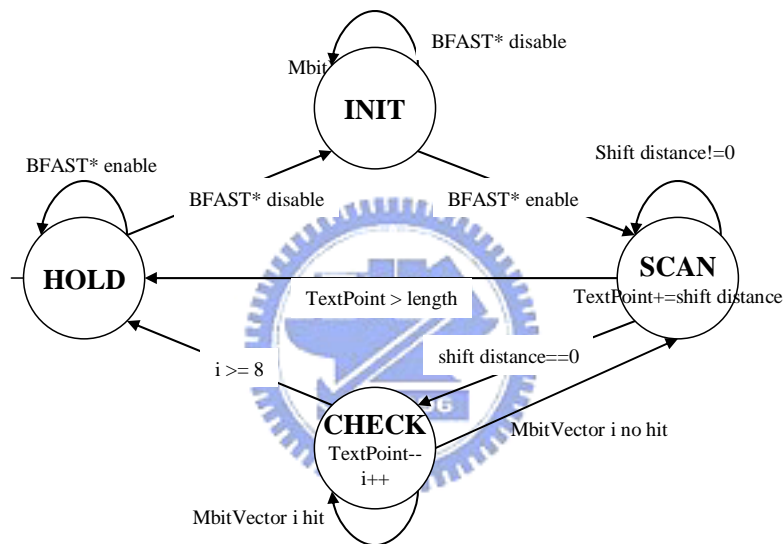 BFAST* disable
Mbit
INIT
BFAST* enable
Shift distance!=0
BFAST* disable
BFAST* enable
HOLD
SCAN
TextPoint+=shift distance
TextPoint > length
shift distance==0
i >= 8
CHECK
TextPoint--
i++
MbitVector i no hit
MbitVector i hit
96